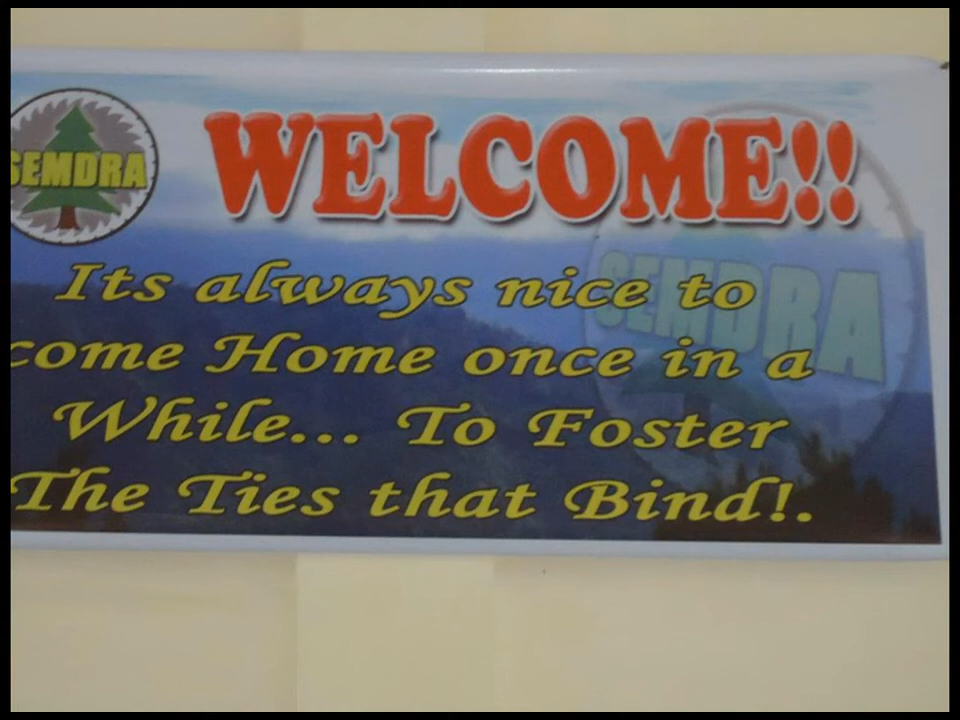 SEMDRA
WELCOME!!
SEMDRA
Its always nice to
come Home once in a
While... To Foster
The Ties that Bind!.